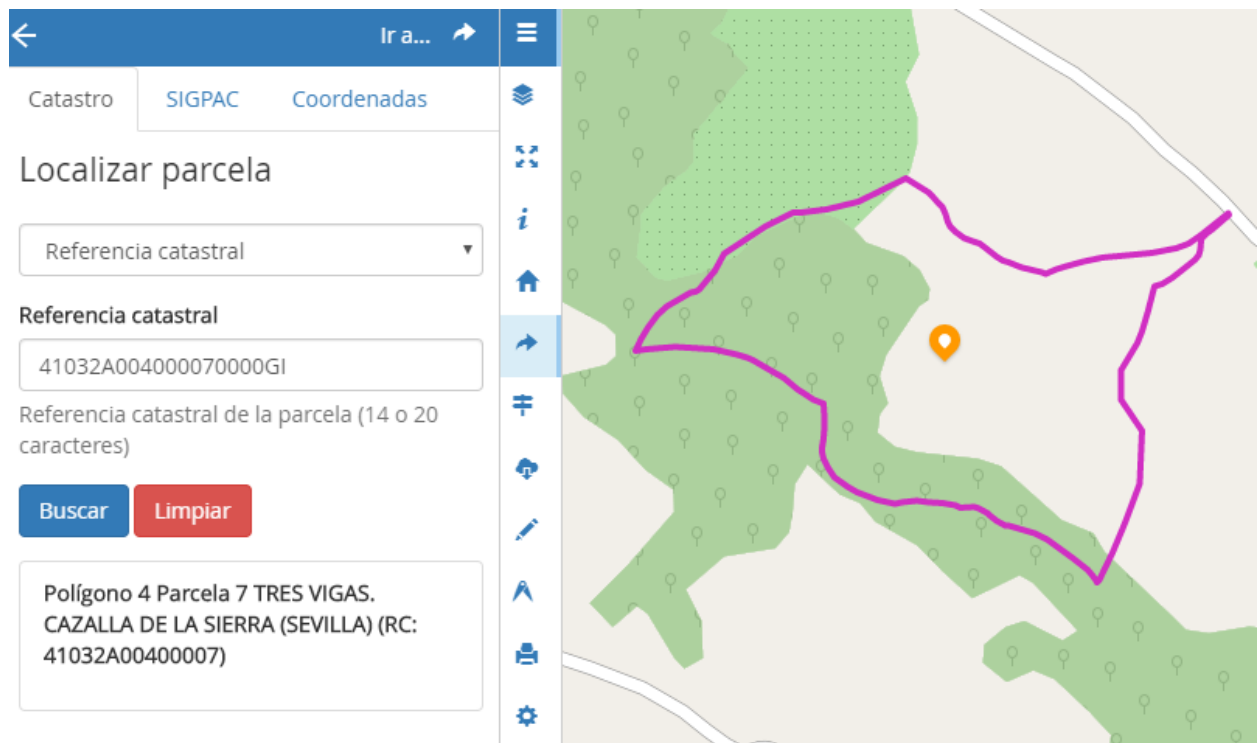 Ir a...
Catastro SIGPAC Coordenadas
Localizar parcela
Referencia catastral
Referencia catastral
41032A004000070000GI
Referencia catastral de la parcela (14 o 20
caracteres)
Buscar Limpiar
Polígono 4 Parcela 7 TRES VIGAS.
CAZALLA DE LA SIERRA (SEVILLA) (RC:
41032A00400007)